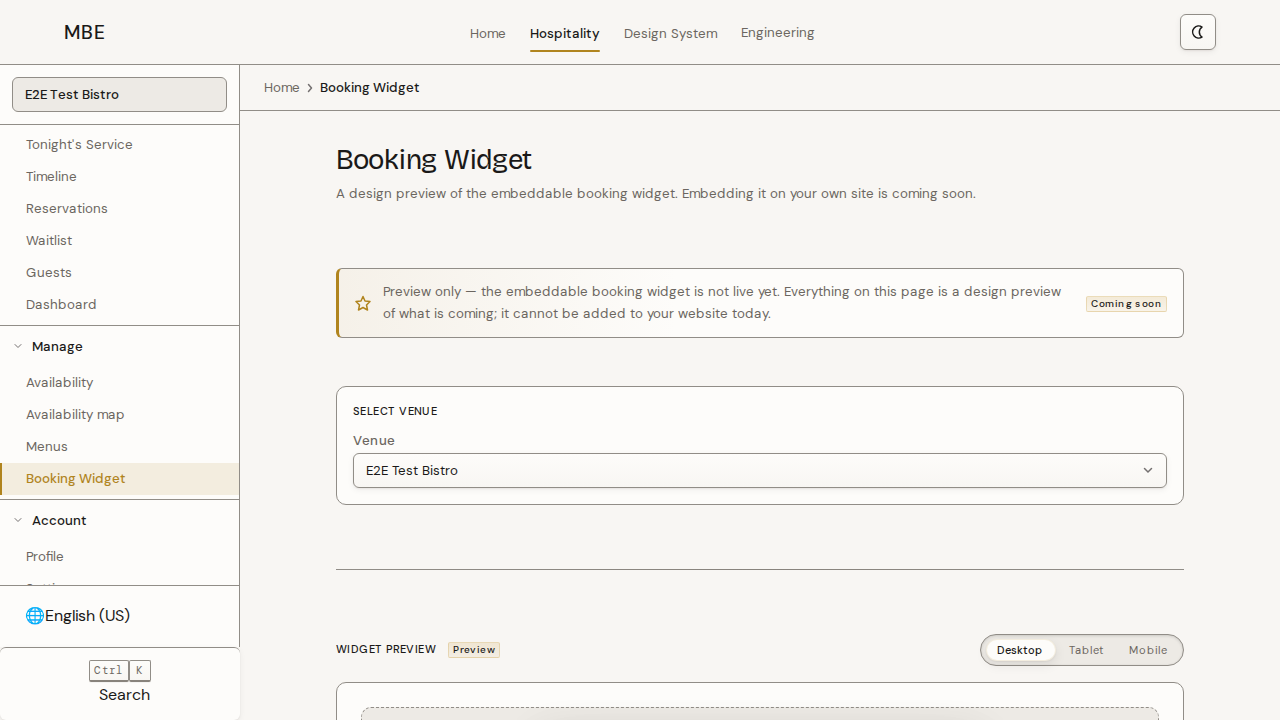 MBE
Home
Hospitality
Design System
Engineering
E2E Test Bistro
Home
Booking Widget
Tonight's Service
Timeline
Reservations
Waitlist
Guests
Dashboard
Manage
Availability
Availability map
Menus
Booking Widget
Account
Profile
🌐English (US)
Ctrl K
Search
Booking Widget
A design preview of the embeddable booking widget. Embedding it on your own site is coming soon.
Preview only — the embeddable booking widget is not live yet. Everything on this page is a design preview
of what is coming; it cannot be added to your website today.
Coming soon
SELECT VENUE
Venue
E2E Test Bistro
WIDGET PREVIEW
Preview
Desktop
Tablet
Mobile